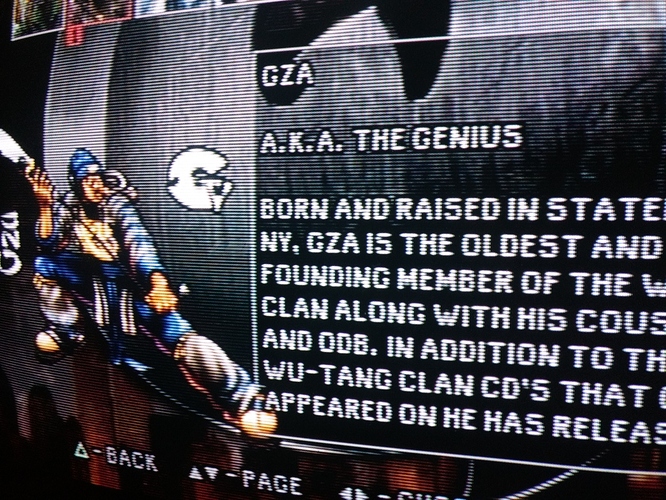 GZA
A.K.A. THE GENIUS
BORN AND RAISED IN STATE
NY, GZA IS THE OLDEST AND
FOUNDING MEMBER OF THE W
CLAN ALONG WITH HIS COUS
AND ODB. IN ADDITION TO TH
WU-TANG CLAN CD'S THAT
APPEARED ON HE HAS RELEAS
Gza
△-BACK
▲▼-PAGE